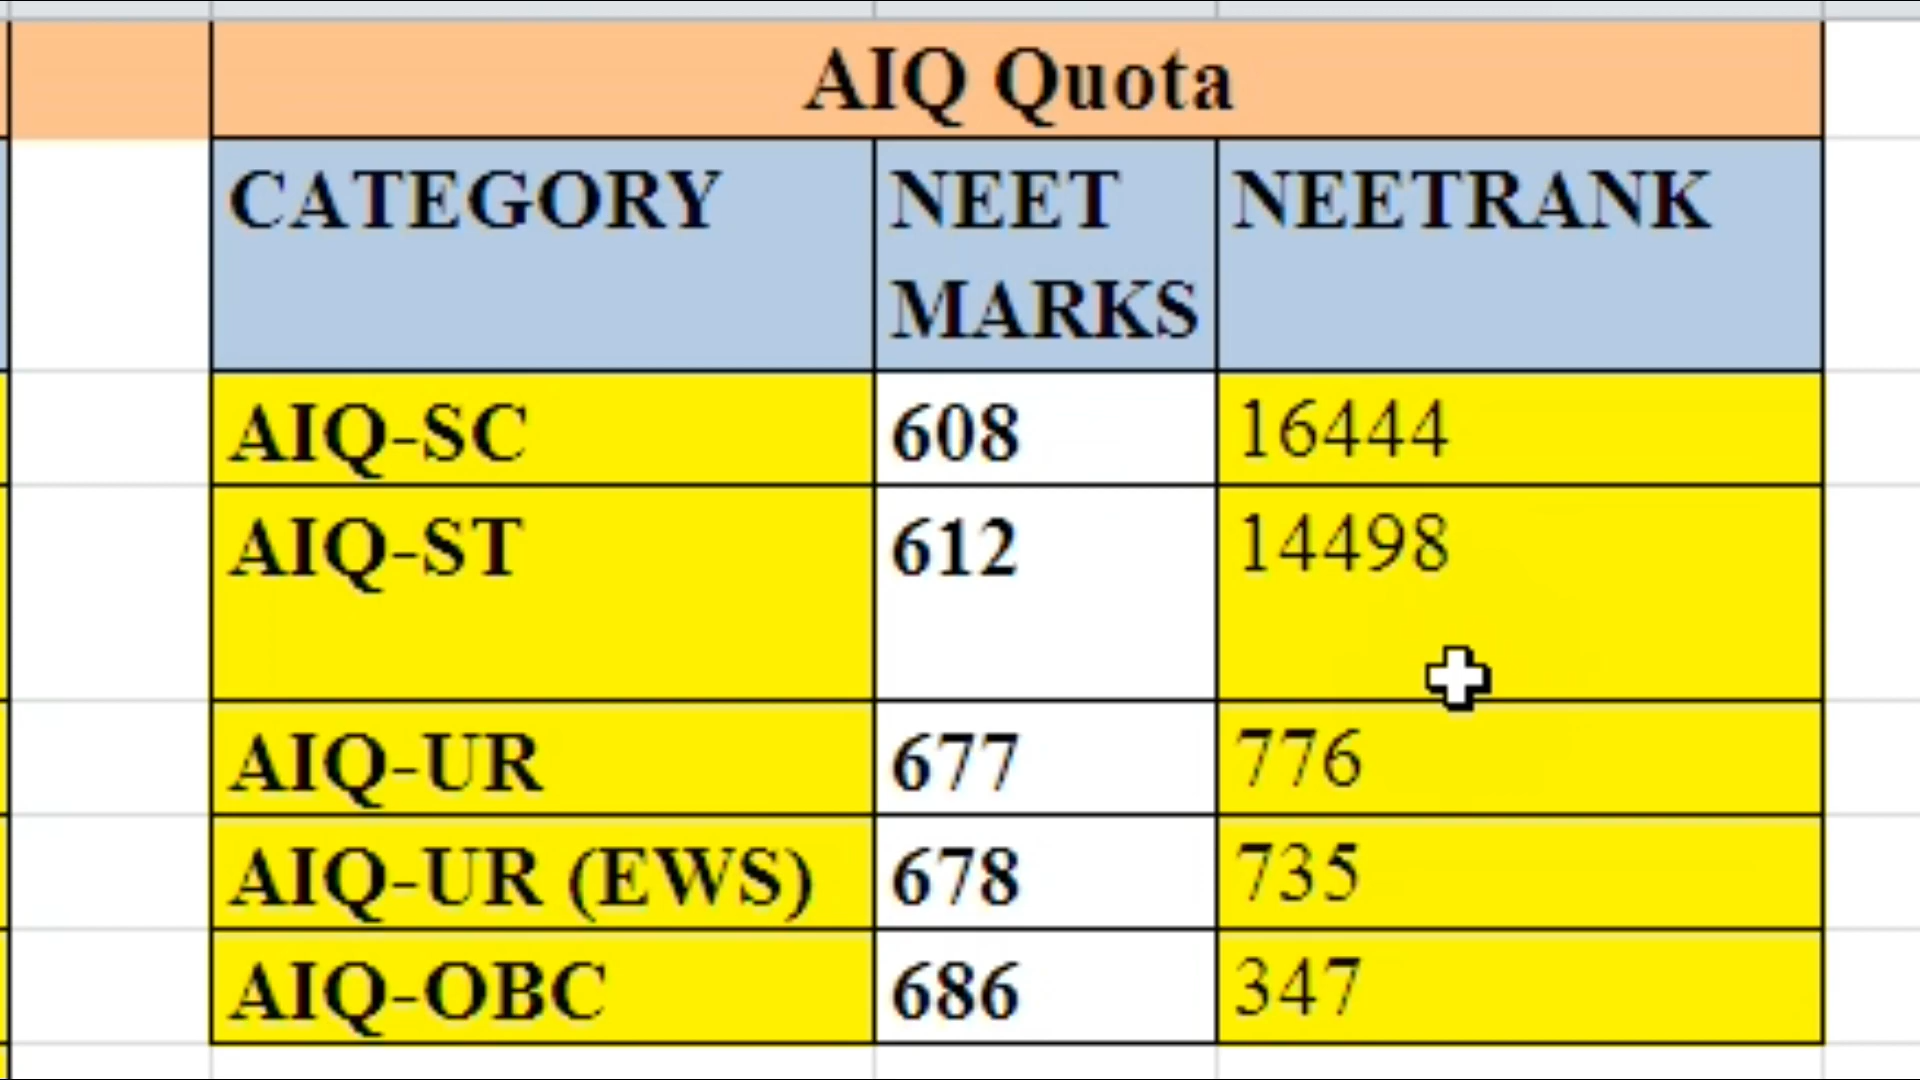 AIQ Quota
CATEGORY NEET MARKS NEETRANK
AIQ-SC 608 16444
AIQ-ST 612 14498
AIQ-UR 677 776
AIQ-UR (EWS) 678 735
AIQ-OBC 686 347